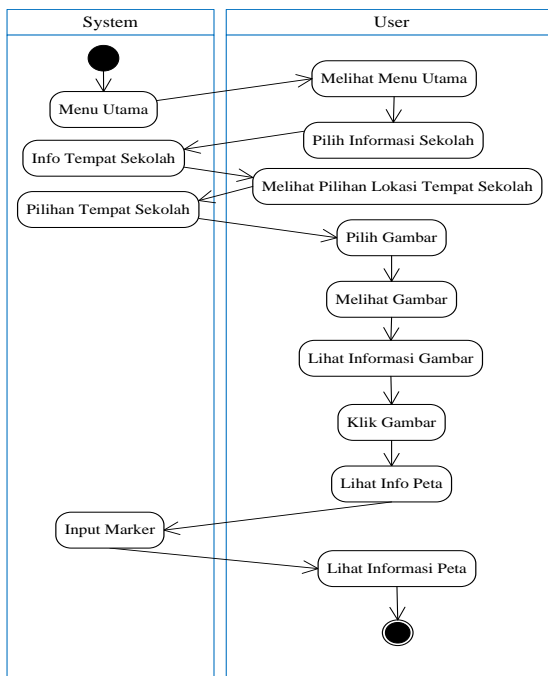 System
User
Menu Utama
Melihat Menu Utama
Pilih Informasi Sekolah
Info Tempat Sekolah
Melihat Pilihan Lokasi Tempat Sekolah
Pilihan Tempat Sekolah
Pilih Gambar
Melihat Gambar
Lihat Informasi Gambar
Klik Gambar
Lihat Info Peta
Input Marker
Lihat Informasi Peta